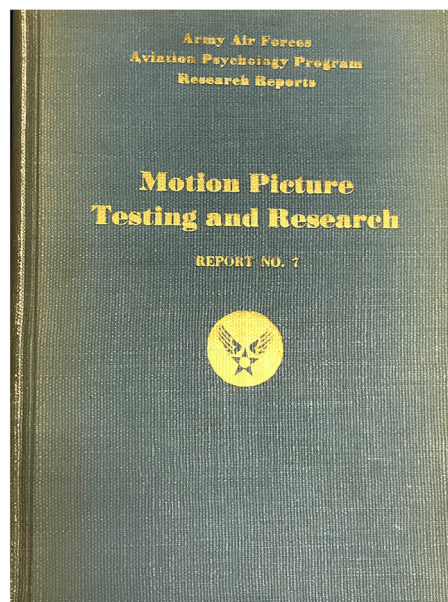 Army Air Forces
Aviation Psychology Program
Research Reports
Motion Picture
Testing and Research
REPORT NO. 7